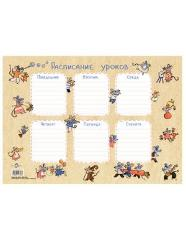 Расписание уроков
Понедельник Вторник Среда
Четверг Пятница Суббота